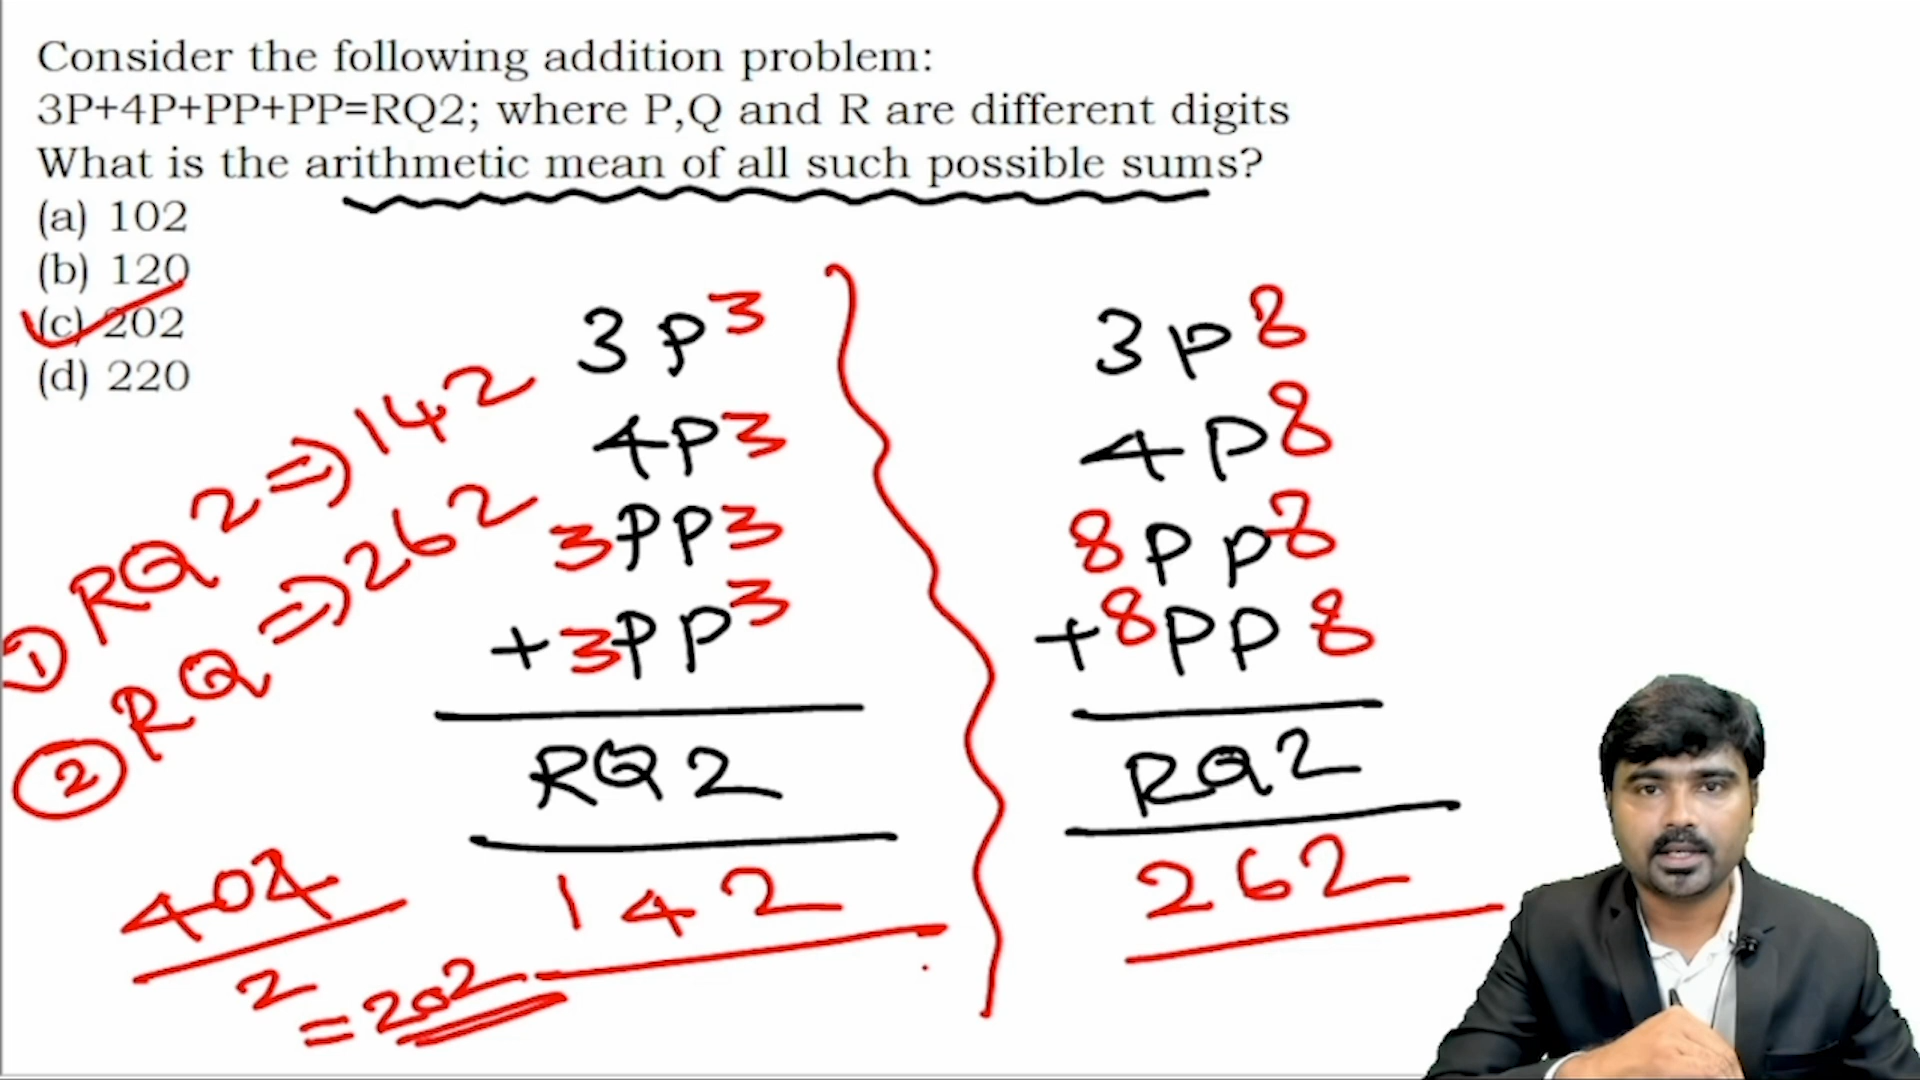 Consider the following addition problem:
3P+4P+PP+PP=RQ2; where P,Q and R are different digits
What is the arithmetic mean of all such possible sums?
(a) 102
(b) 120
(c) 202
(d) 220
3P3
4P3
3PP3
+3PP3
RQ2
142
3P8
4P8
8PP8
+8PP8
RQ2
262
1 RQ2 => 142
2 RQ => 262
404
2
=202